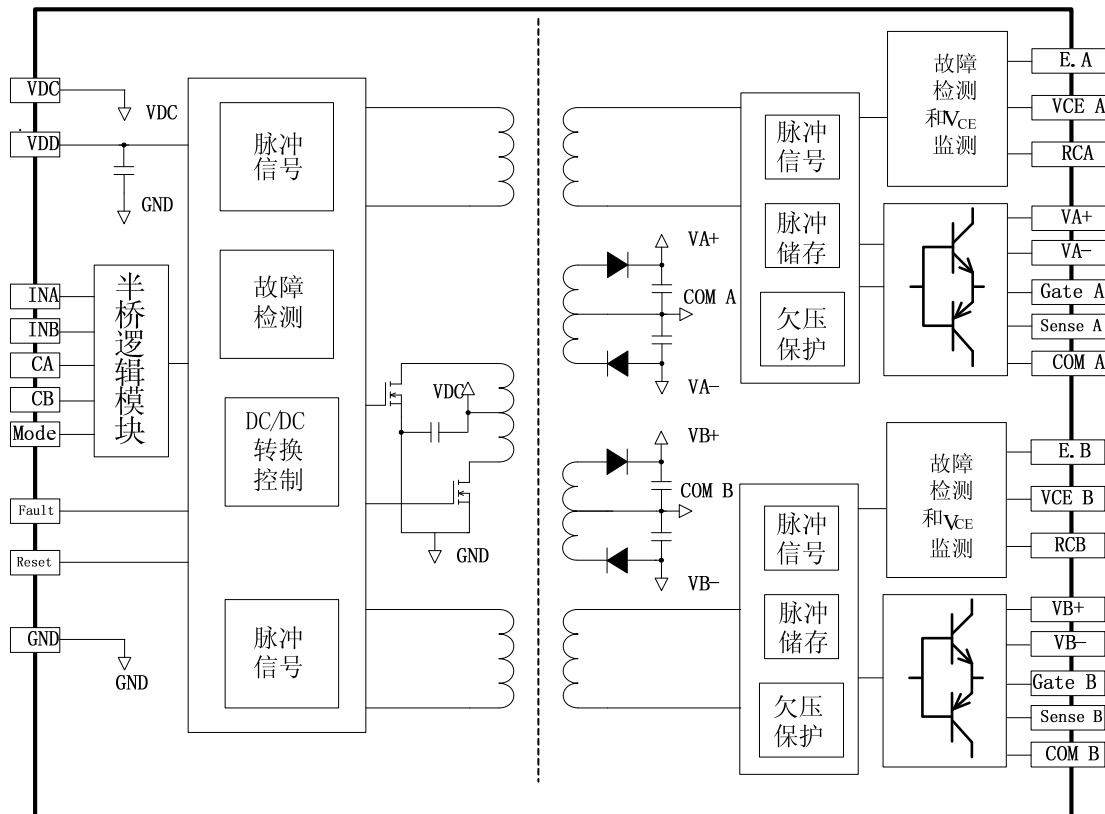 VDC
VDC
VDD
GND
INA
INB
CA
CB
Mode
半桥逻辑模块
Fault
Reset
GND
GND
脉冲
信号
故障
检测
DC/DC
转换
控制
脉冲
信号
VDC
GND
VA+
COM A
VA-
VB+
COM B
VB-
脉冲
信号
脉冲
储存
欠压
保护
故障
检测
和VCE
监测
E.A
VCE A
RCA
VA+
VA-
Gate A
Sense A
COM A
脉冲
信号
脉冲
储存
欠压
保护
故障
检测
和VCE
监测
E.B
VCE B
RCB
VB+
VB-
Gate B
Sense B
COM B